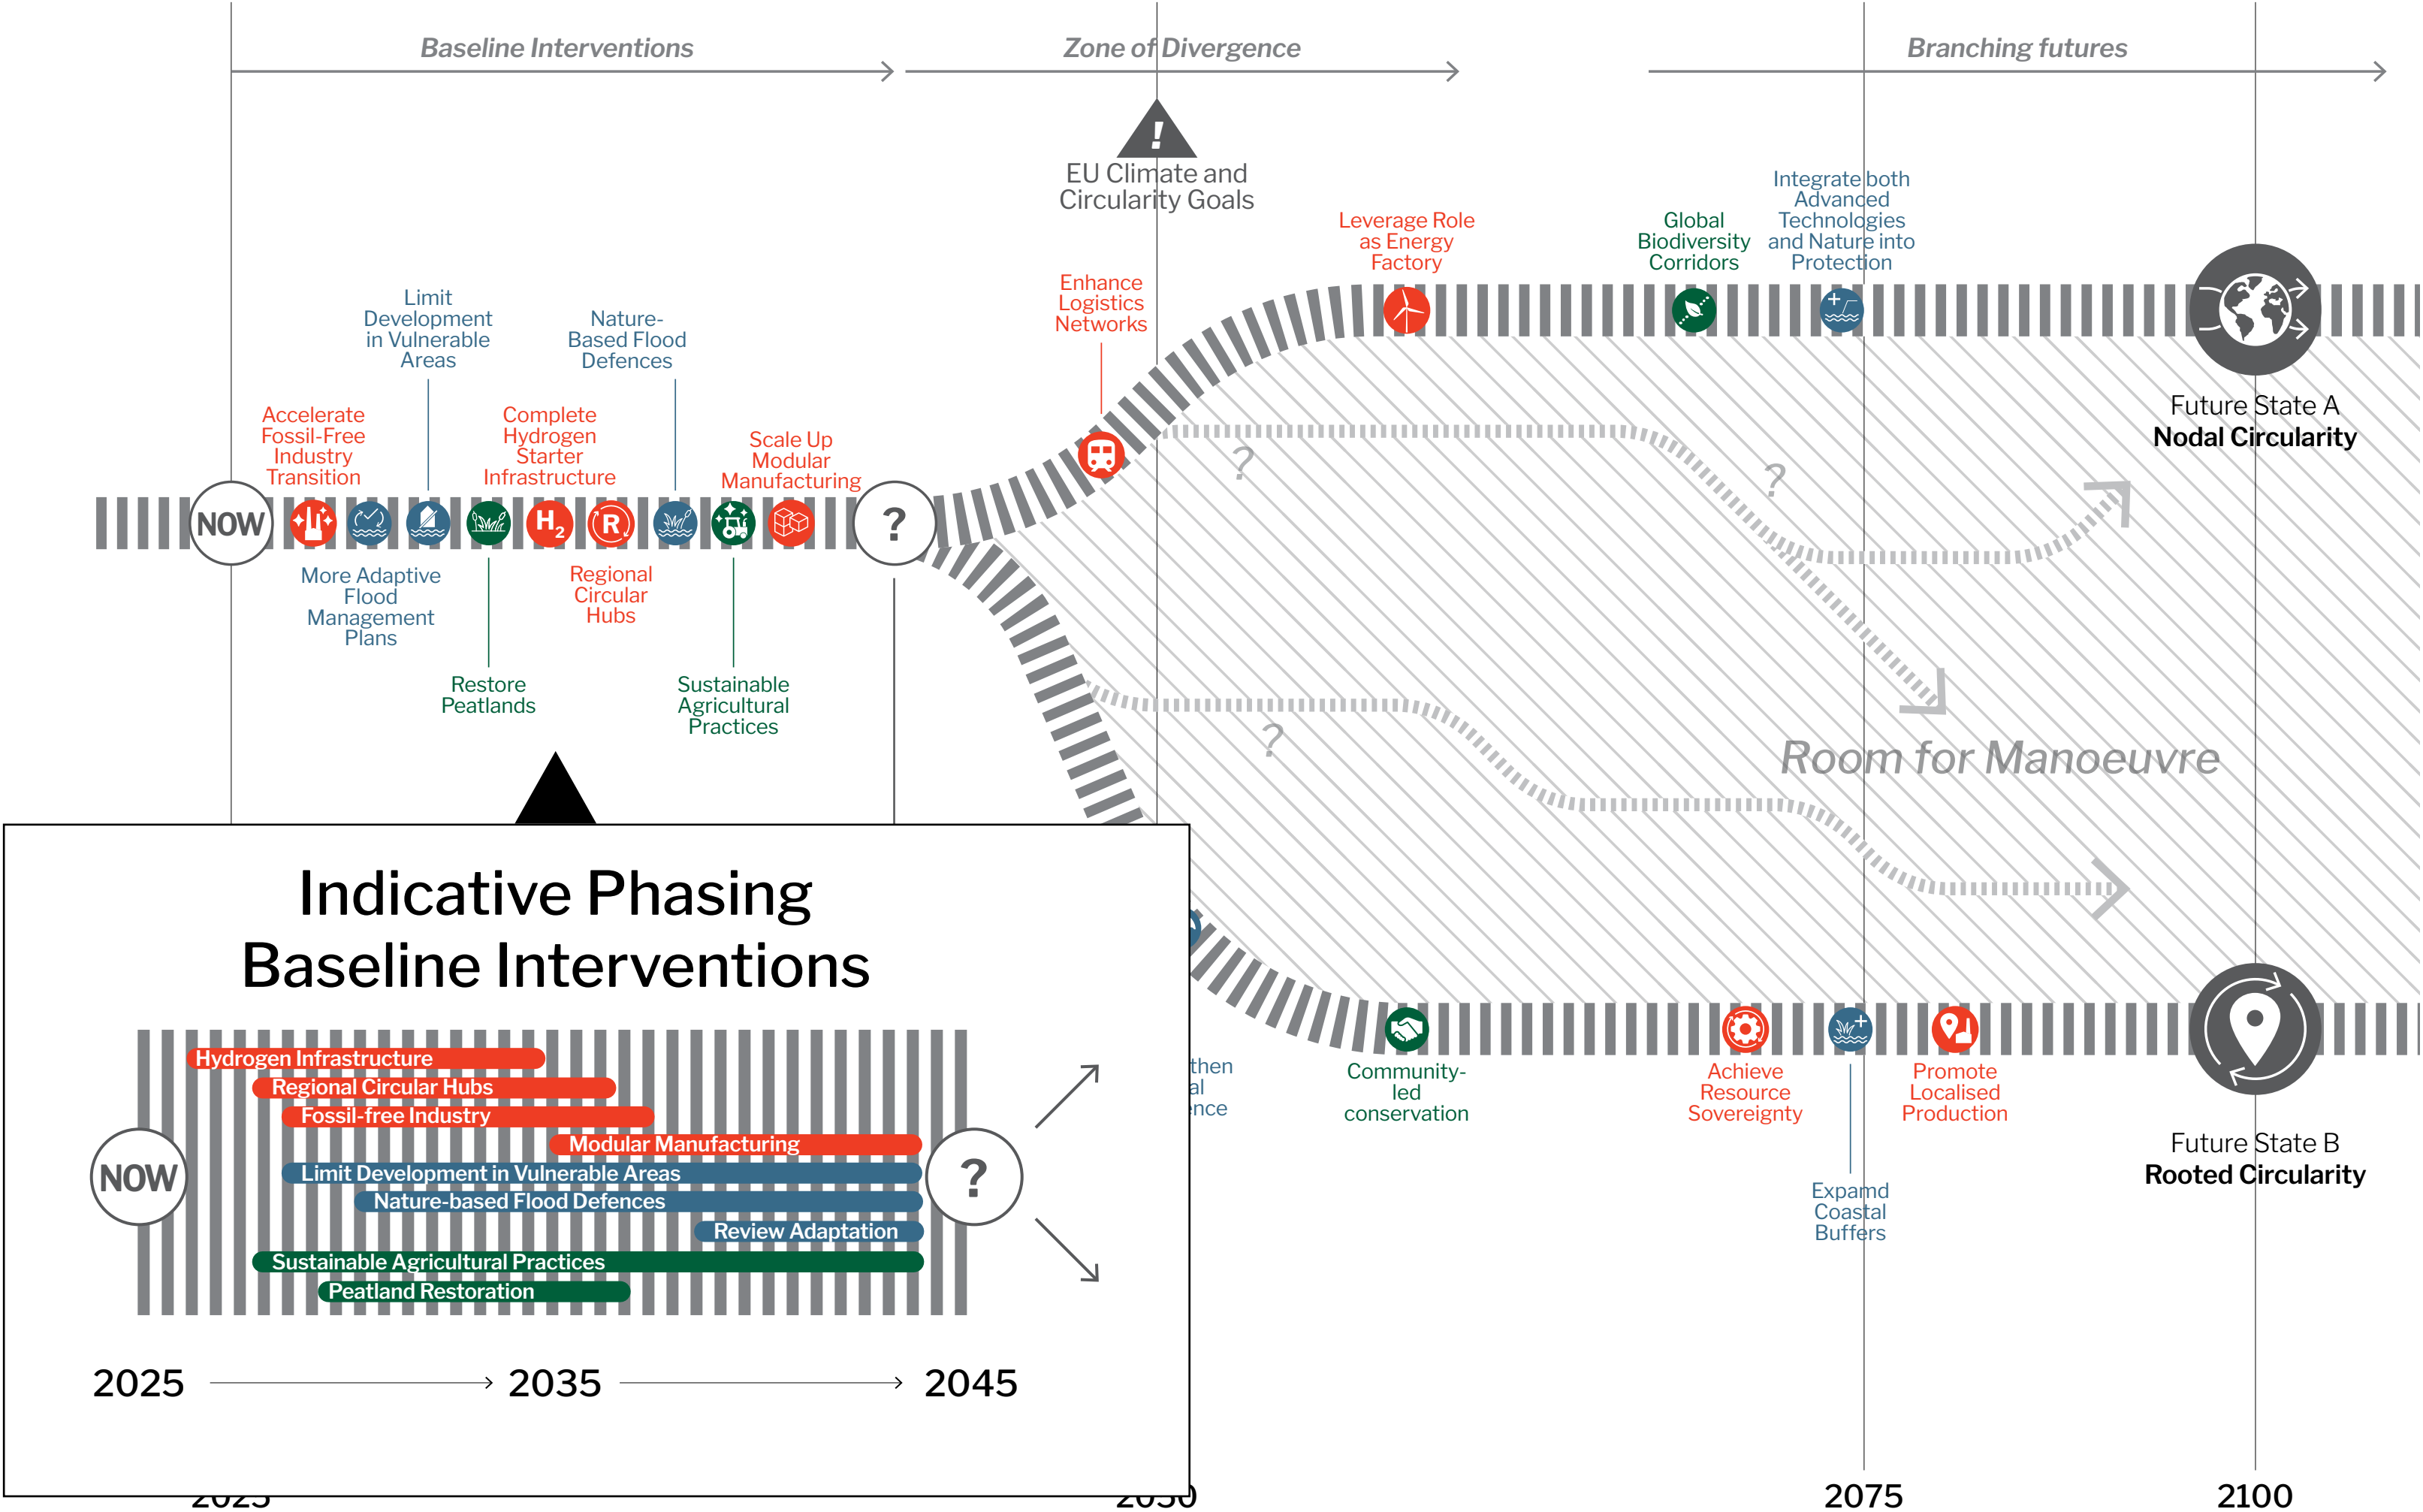 Baseline Interventions
Zone of Divergence
Branching futures
!
EU Climate and
Circularity Goals
Limit
Development
in Vulnerable
Areas
Nature-
Based Flood
Defences
Accelerate
Fossil-Free
Industry
Transition
Complete
Hydrogen
Starter
Infrastructure
Scale Up
Modular
Manufacturing
Enhance
Logistics
Networks
Leverage Role
as Energy
Factory
Global
Biodiversity
Corridors
Integrate both
Advanced
Technologies
and Nature into
Protection
NOW
H2
R
?
More Adaptive
Flood
Management
Plans
Regional
Circular
Hubs
Restore
Peatlands
Sustainable
Agricultural
Practices
?
?
?
Future State A
Nodal Circularity
Room for Manoeuvre
Indicative Phasing
Baseline Interventions
Hydrogen Infrastructure
Regional Circular Hubs
Fossil-free Industry
Modular Manufacturing
Limit Development in Vulnerable Areas
Nature-based Flood Defences
Review Adaptation
Sustainable Agricultural Practices
Peatland Restoration
NOW
?
2025
2035
2045
Community-
led
conservation
Achieve
Resource
Sovereignty
Promote
Localised
Production
Expamd
Coastal
Buffers
Future State B
Rooted Circularity
2025
2050
2075
2100